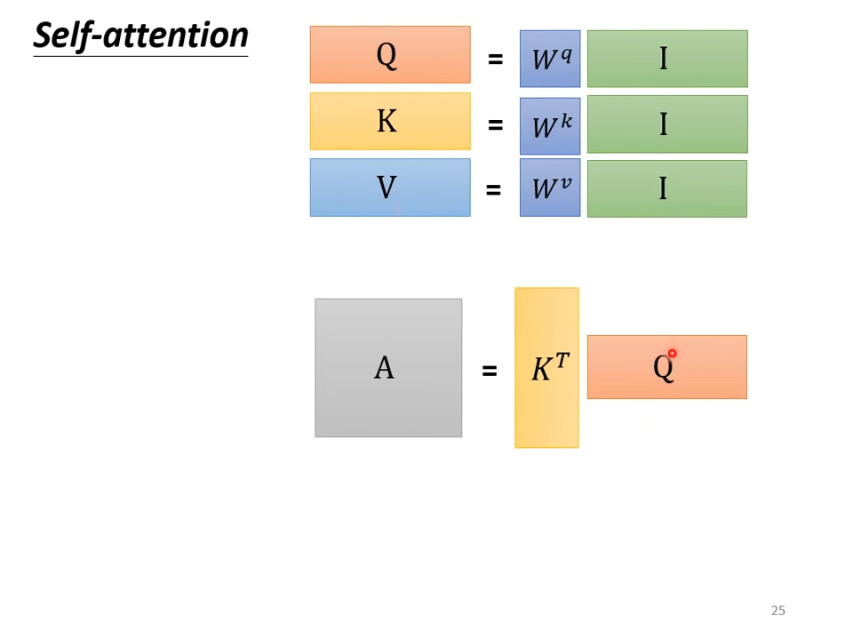 Self-attention
Q = W^q I
K = W^k I
V = W^v I
A = K^T Q
25